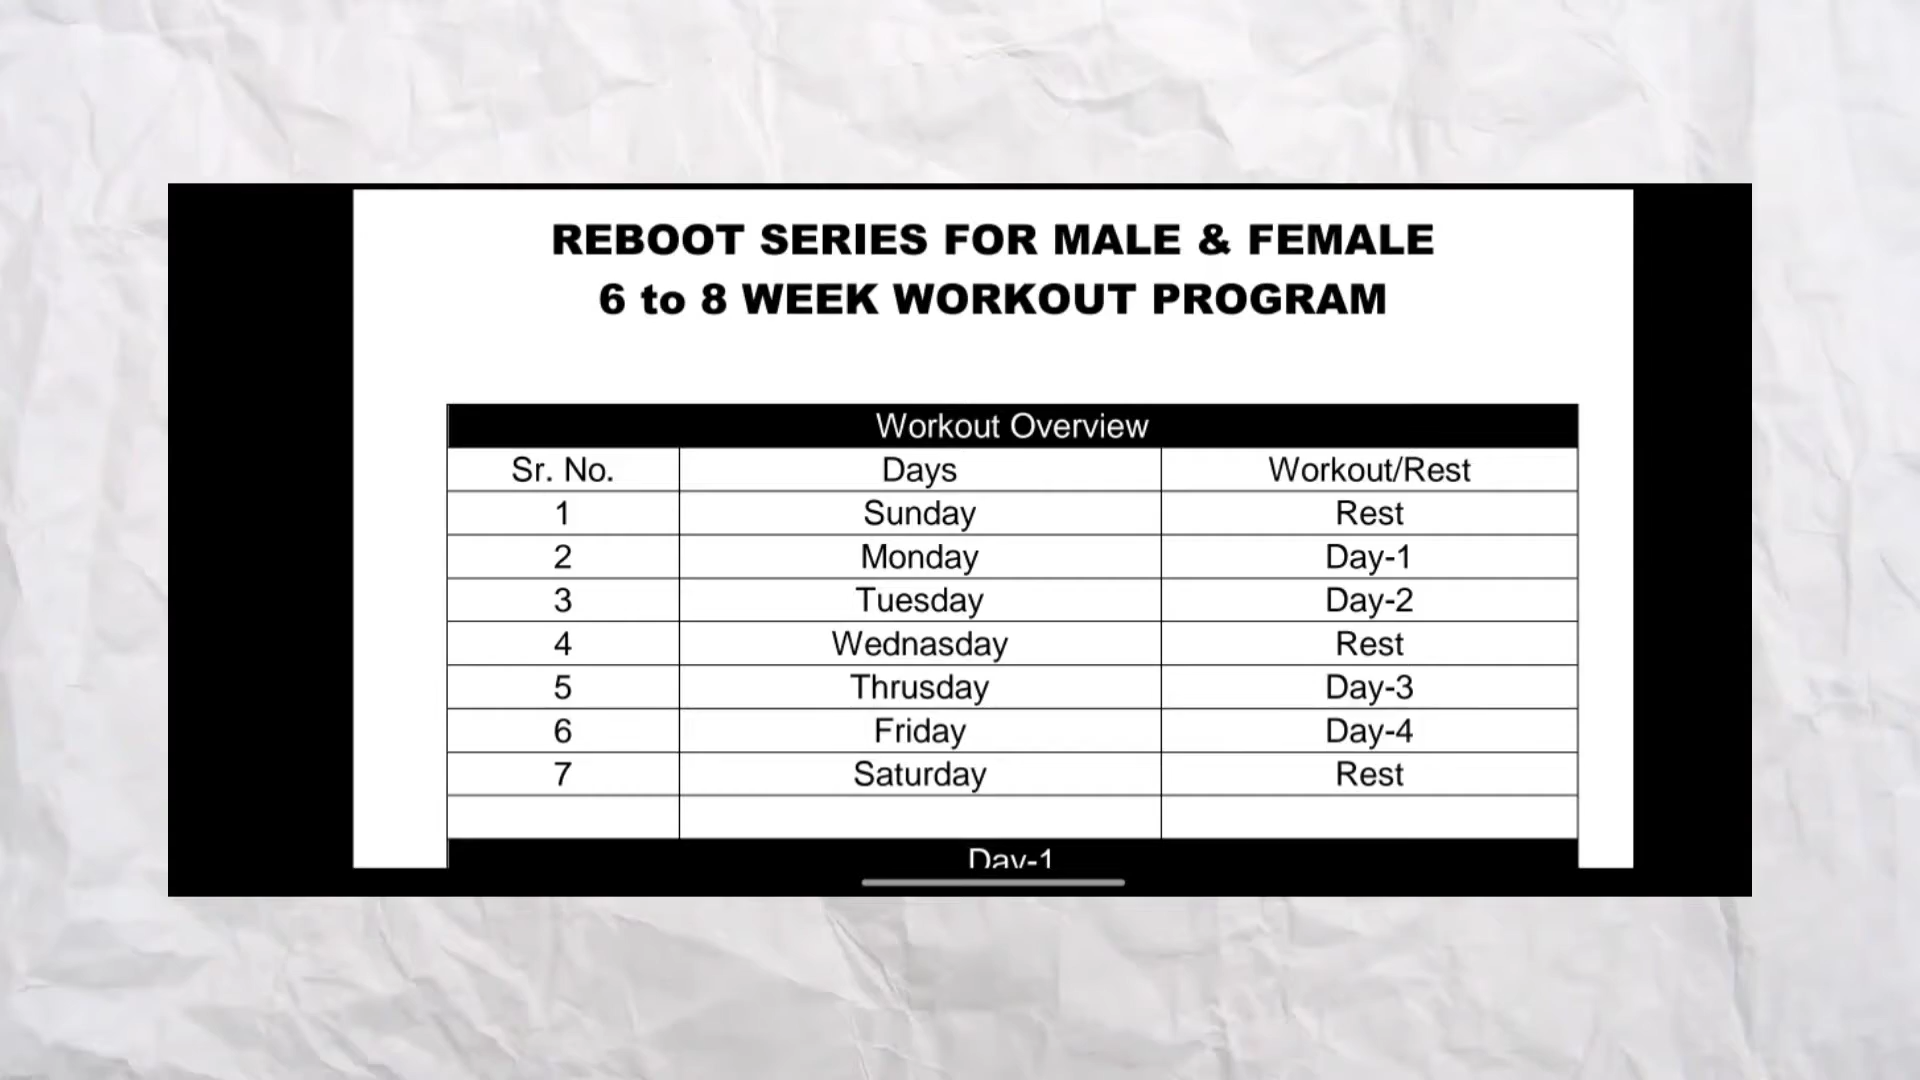 REBOOT SERIES FOR MALE & FEMALE
6 to 8 WEEK WORKOUT PROGRAM
Workout Overview
Sr. No. Days Workout/Rest
1 Sunday Rest
2 Monday Day-1
3 Tuesday Day-2
4 Wednasday Rest
5 Thrusday Day-3
6 Friday Day-4
7 Saturday Rest
Day-1